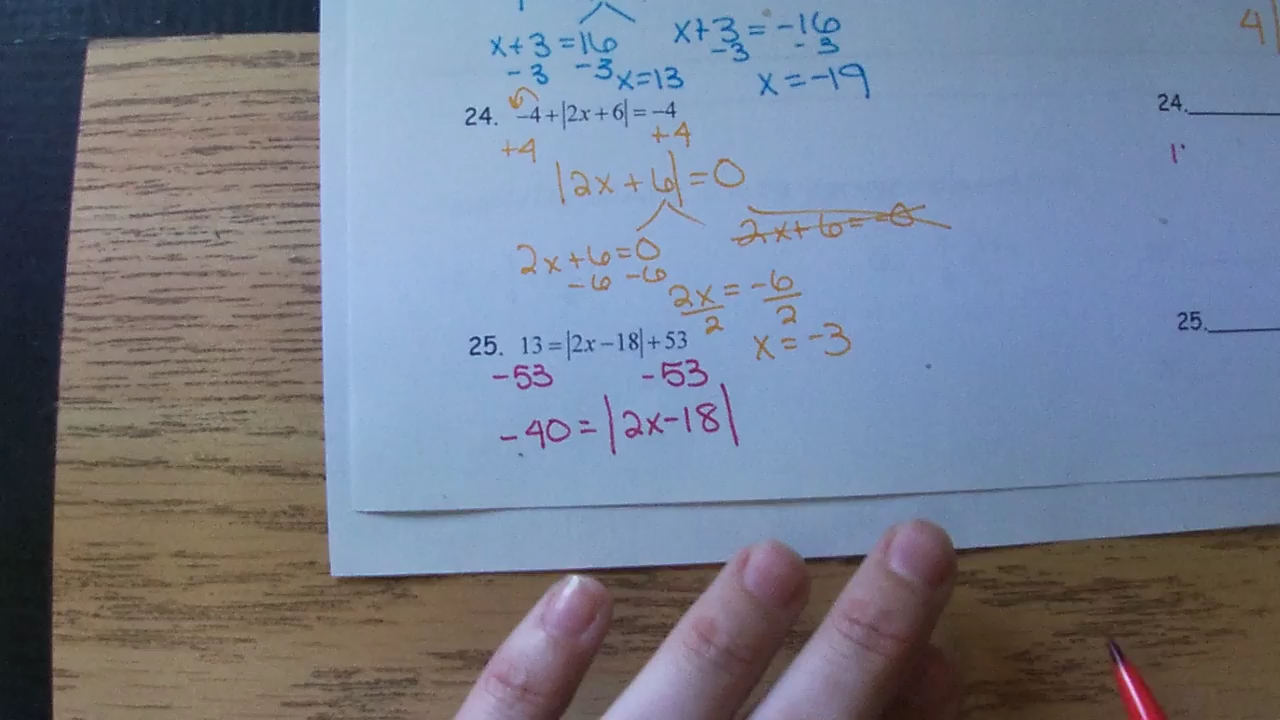 x+3=16 x+3=-16
-3 -3 x=13 -3 -3
x=-19
24. -4+|2x+6|=-4 24.
+4 +4
|2x+6|=0
2x+6=0 2x+6=-0
-6 -6 2x=-6
2 2
25. 13=|2x-18|+53 x=-3 25.
-53 -53
-40=|2x-18|